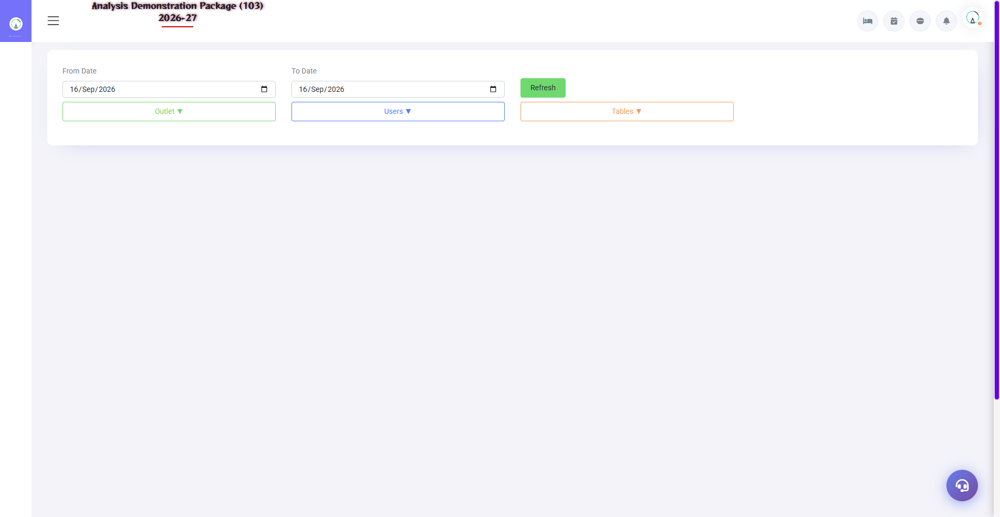 Analysis Demonstration Package (103)
2026-27
From Date
To Date
16/Sep/2026
16/Sep/2026
Refresh
Outlet ▼
Users ▼
Tables ▼